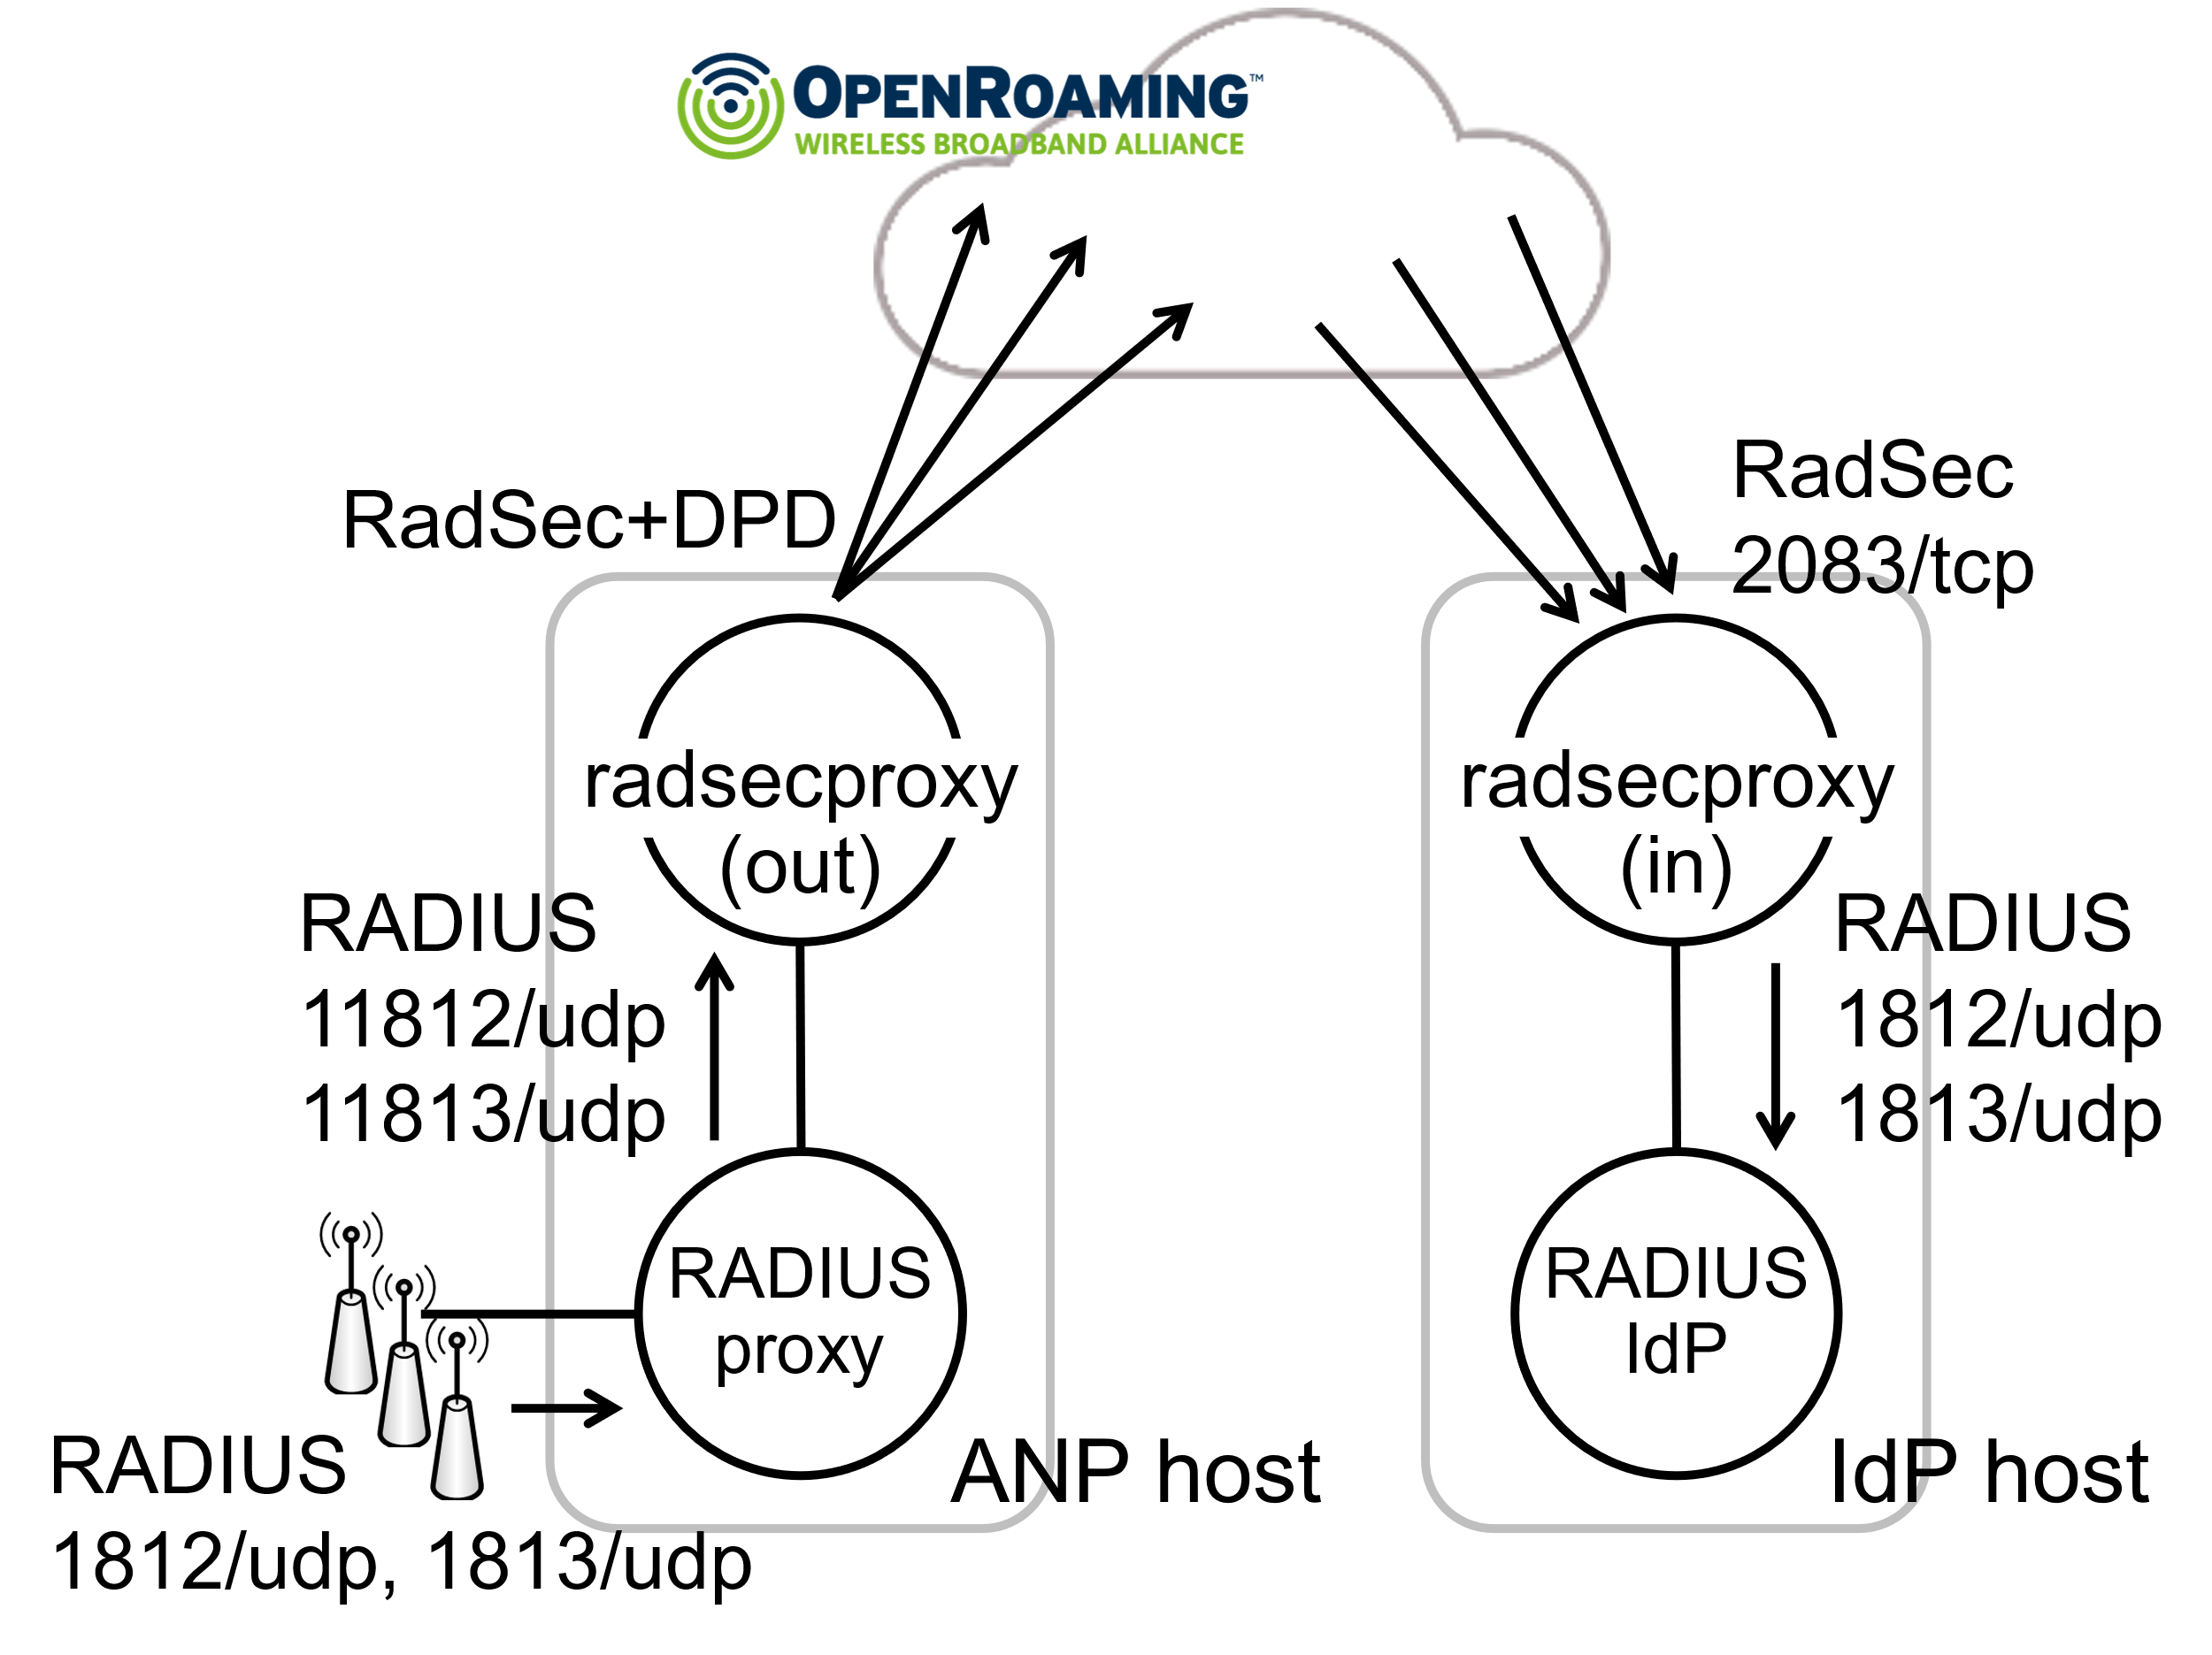 OPENROAMING™
WIRELESS BROADBAND ALLIANCE
RadSec+DPD
RadSec
2083/tcp
radsecproxy
(out)
radsecproxy
(in)
RADIUS
11812/udp
11813/udp
RADIUS
1812/udp
1813/udp
RADIUS
proxy
RADIUS
IdP
ANP host
IdP host
RADIUS
1812/udp, 1813/udp